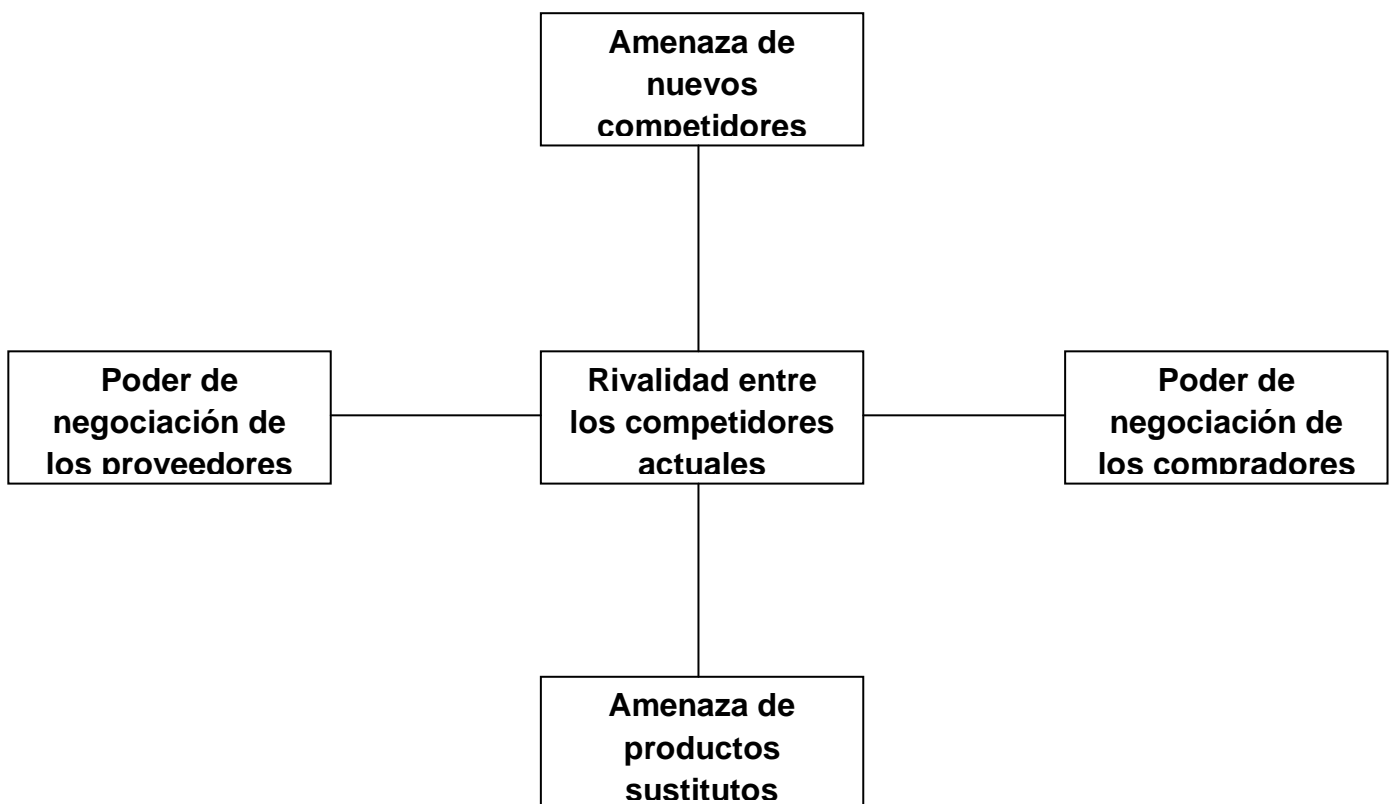 Amenaza de
nuevos
competidores
Poder de
negociación de
los proveedores
Rivalidad entre
los competidores
actuales
Poder de
negociación de
los compradores
Amenaza de
productos
sustitutos